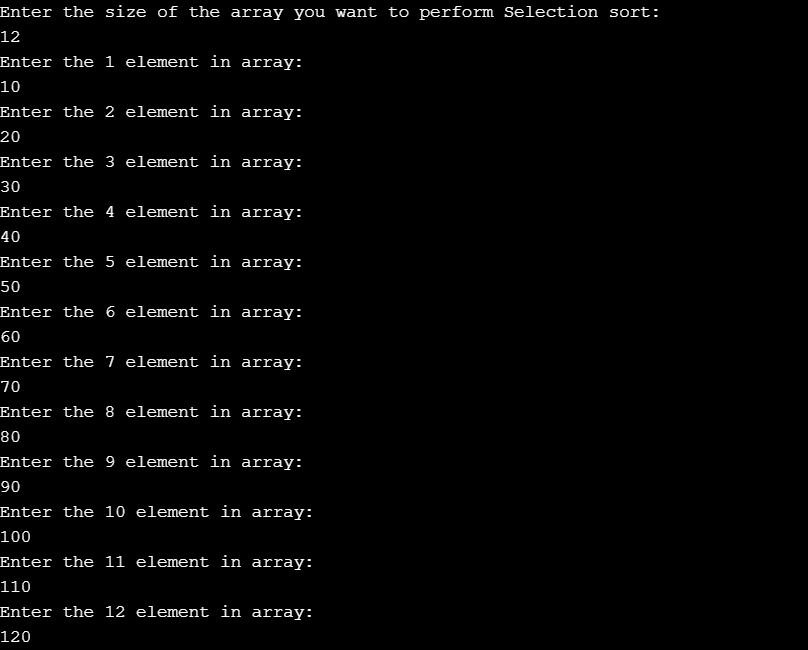 Enter the size of the array you want to perform Selection sort:
12
Enter the 1 element in array:
10
Enter the 2 element in array:
20
Enter the 3 element in array:
30
Enter the 4 element in array:
40
Enter the 5 element in array:
50
Enter the 6 element in array:
60
Enter the 7 element in array:
70
Enter the 8 element in array:
80
Enter the 9 element in array:
90
Enter the 10 element in array:
100
Enter the 11 element in array:
110
Enter the 12 element in array:
120